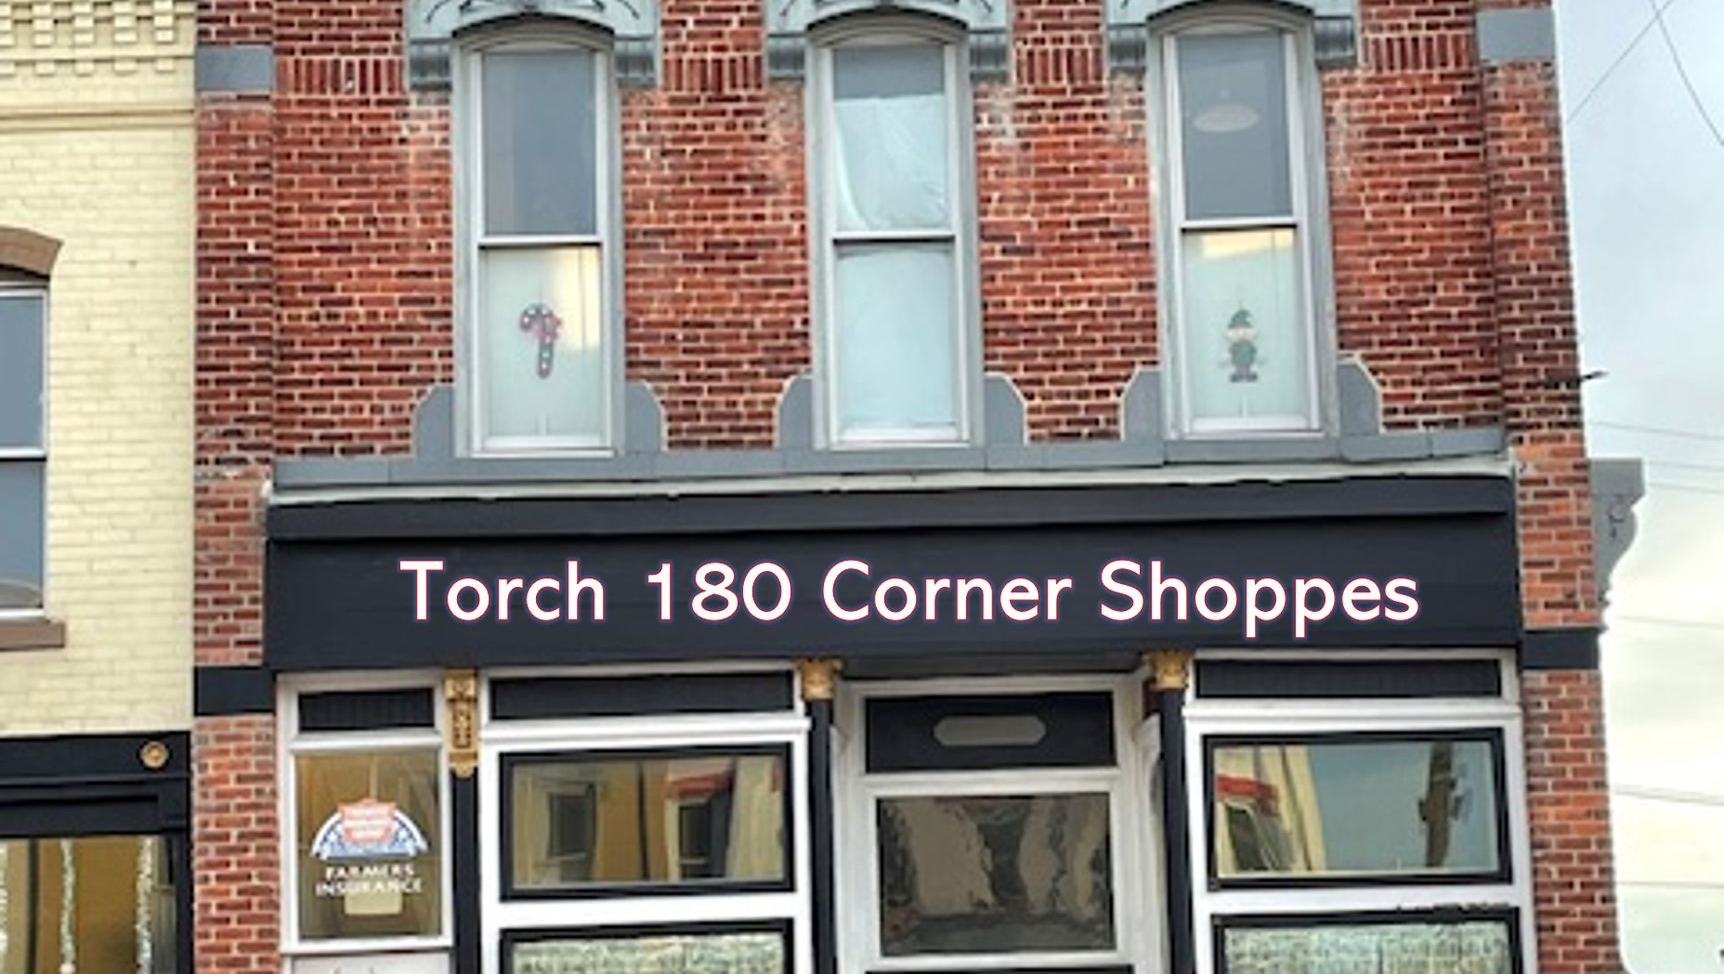 Torch 180 Corner Shoppes
FARMERS
INSURANCE